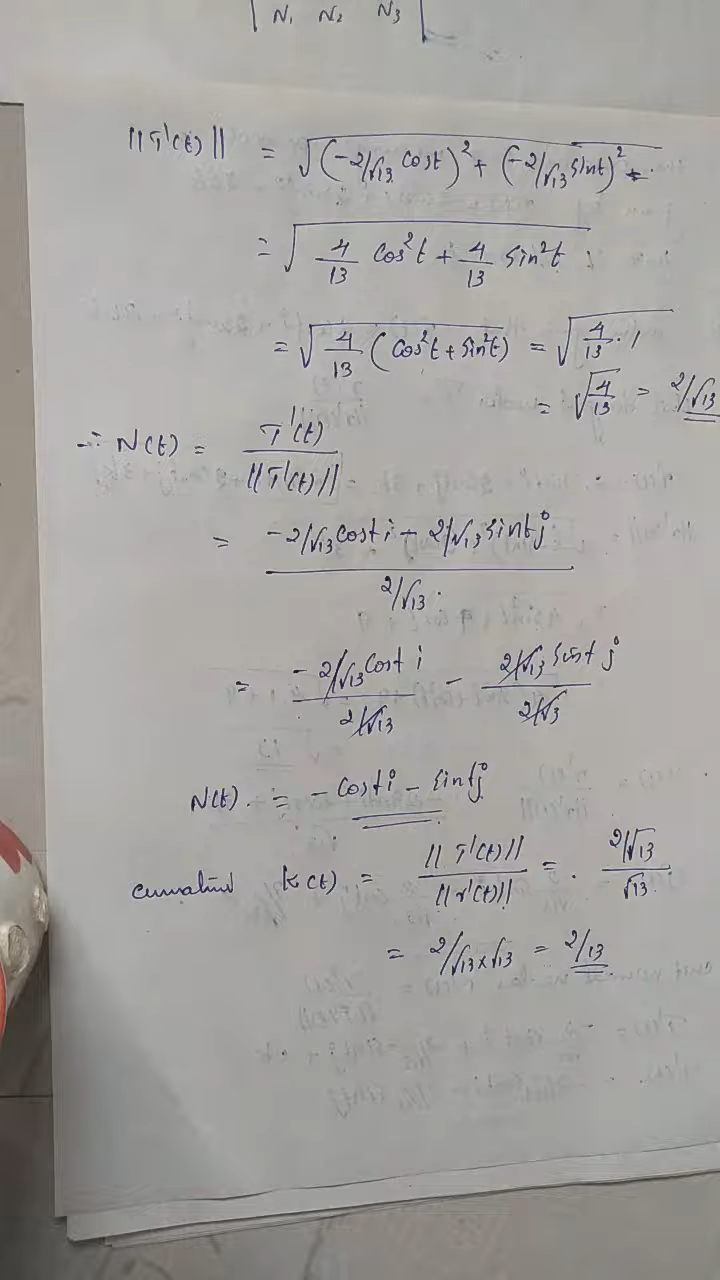 N₁ N₂ N₃
||T'(t)|| = √(-2/√13 cost)² + (-2/√13 sint)² +
= √4/13 cos²t + 4/13 sin²t
= √4/13 (cos²t + sin²t) = √4/13 · 1
= √4/13 = 2/√13
∴ N(t) = T'(t)/||T'(t)||
= -2/√13 cost i - 2/√13 sint j / 2/√13
= -2/√13 cost i / 2/√13 - 2/√13 sint j / 2/√3
N(t) = -cost i - sint j
k(t) = ||T'(t)||/||r'(t)|| = 2/√13 / √13
= 2/√13 × √13 = 2/13